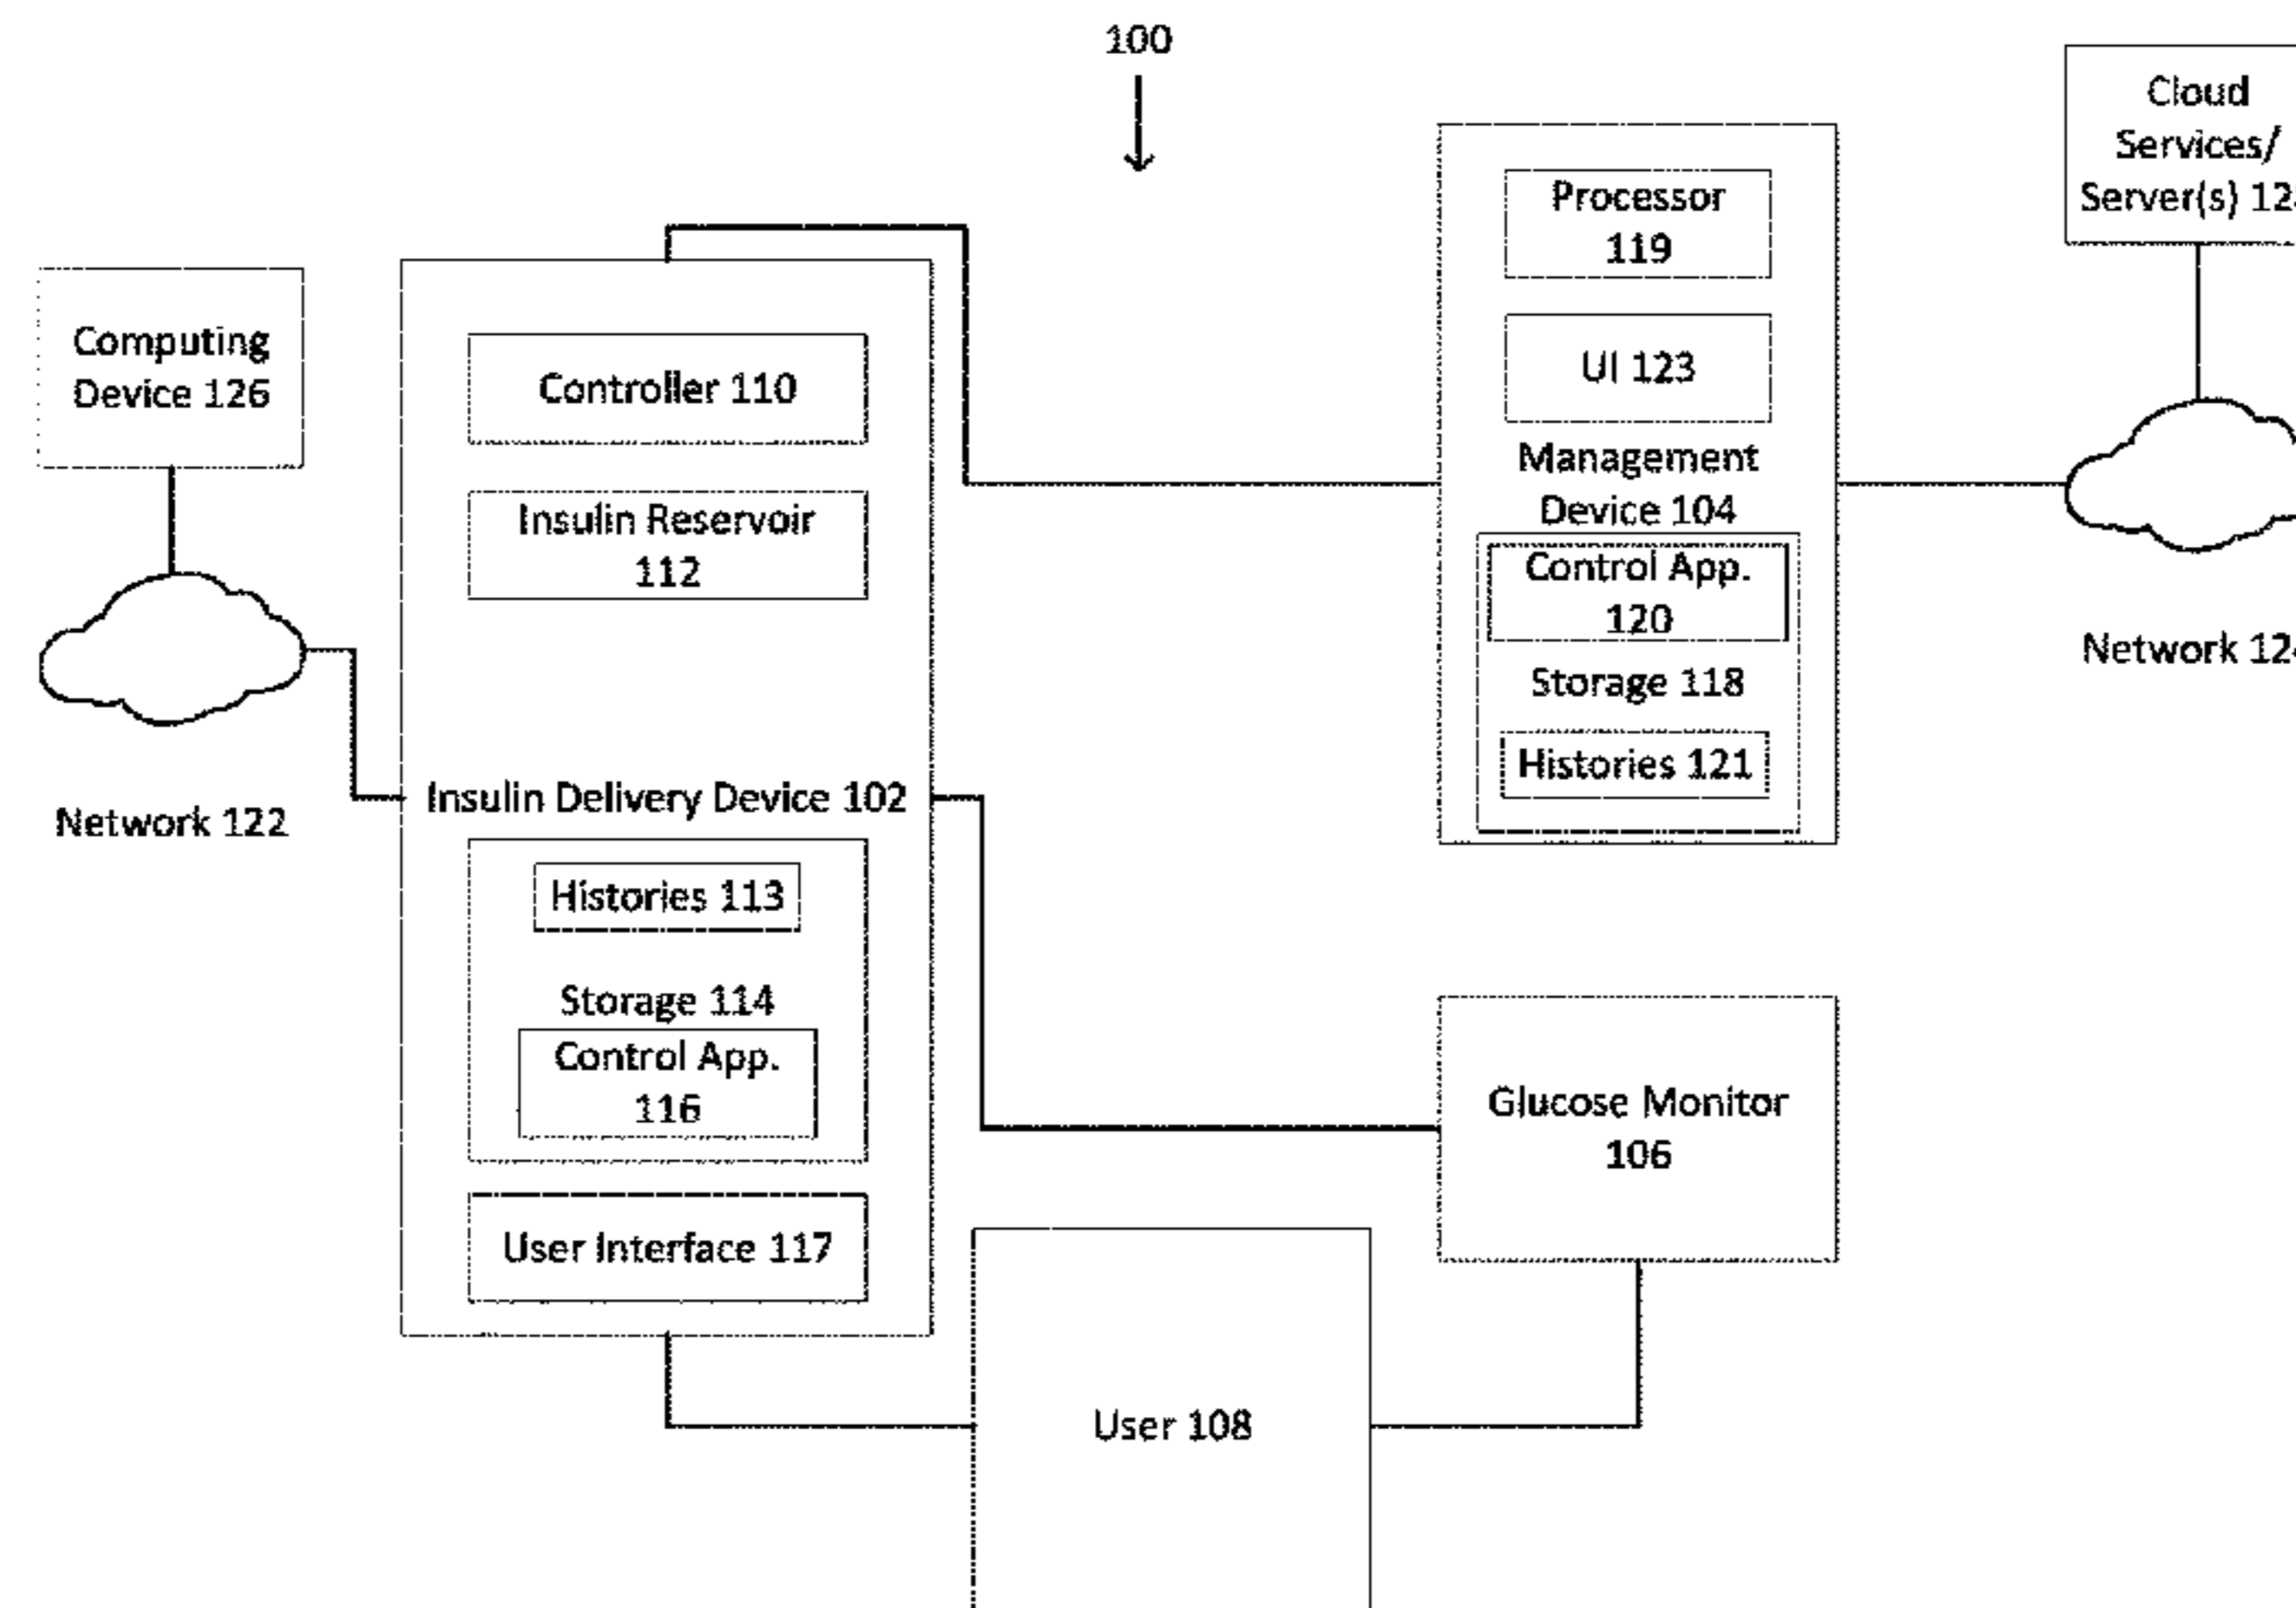 100
Cloud
Services/
Server(s)
Processor
119
UI 123
Management
Device 104
Control App.
120
Storage 118
Histories 121
Network
Computing
Device 126
Network 122
Controller 110
Insulin Reservoir
112
Insulin Delivery Device 102
Histories 113
Storage 114
Control App.
116
User Interface 117
Glucose Monitor
106
User 108